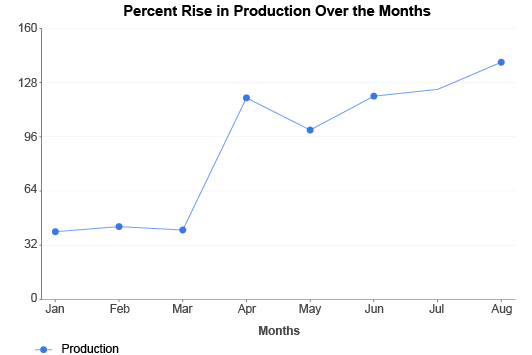 Percent Rise in Production Over the Months
160
128
96
64
32
0
Jan Feb Mar Apr May Jun Jul Aug
Months
Production